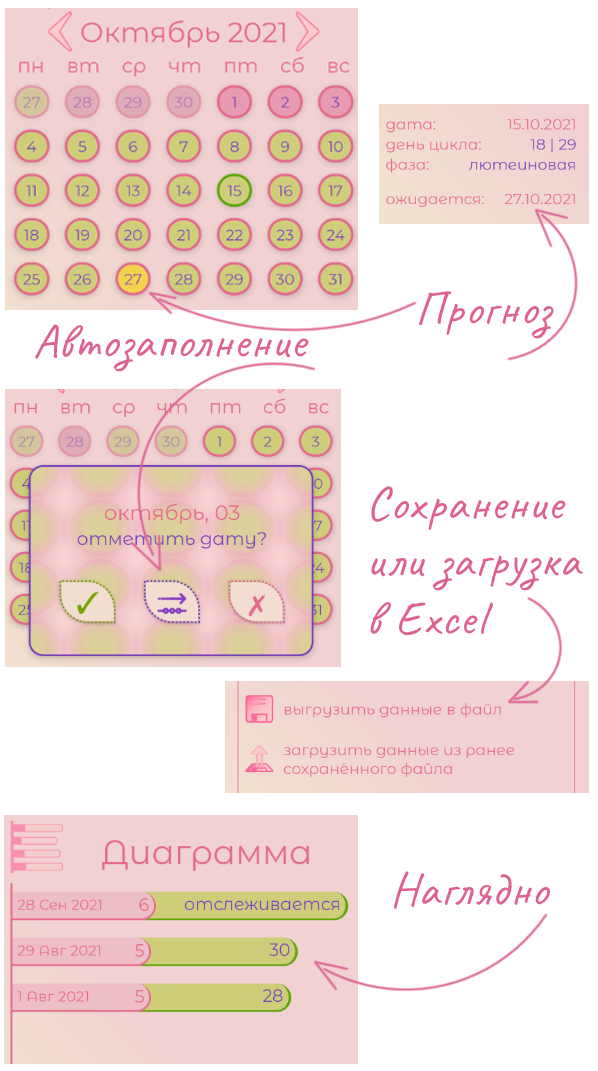 Октябрь 2021
пн вт ср чт пт сб вс
27 28 29 30 1 2 3
4 5 6 7 8 9 10
11 12 13 14 15 16 17
18 19 20 21 22 23 24
25 26 27 28 29 30 31
дата: 15.10.2021
день цикла: 18 | 29
фаза: лютеиновая
ожидается: 27.10.2021
Прогноз
Автозаполнение
пн вт ср чт пт сб вс
27 28 29 30 1 2 3
октябрь, 03
отметить дату?
Сохранение
или загрузка
в Excel
выгрузить данные в файл
загрузить данные из ранее
сохранённого файла
Диаграмма
28 Сен 2021 6 отслеживается
29 Авг 2021 5 30
1 Авг 2021 5 28
Наглядно